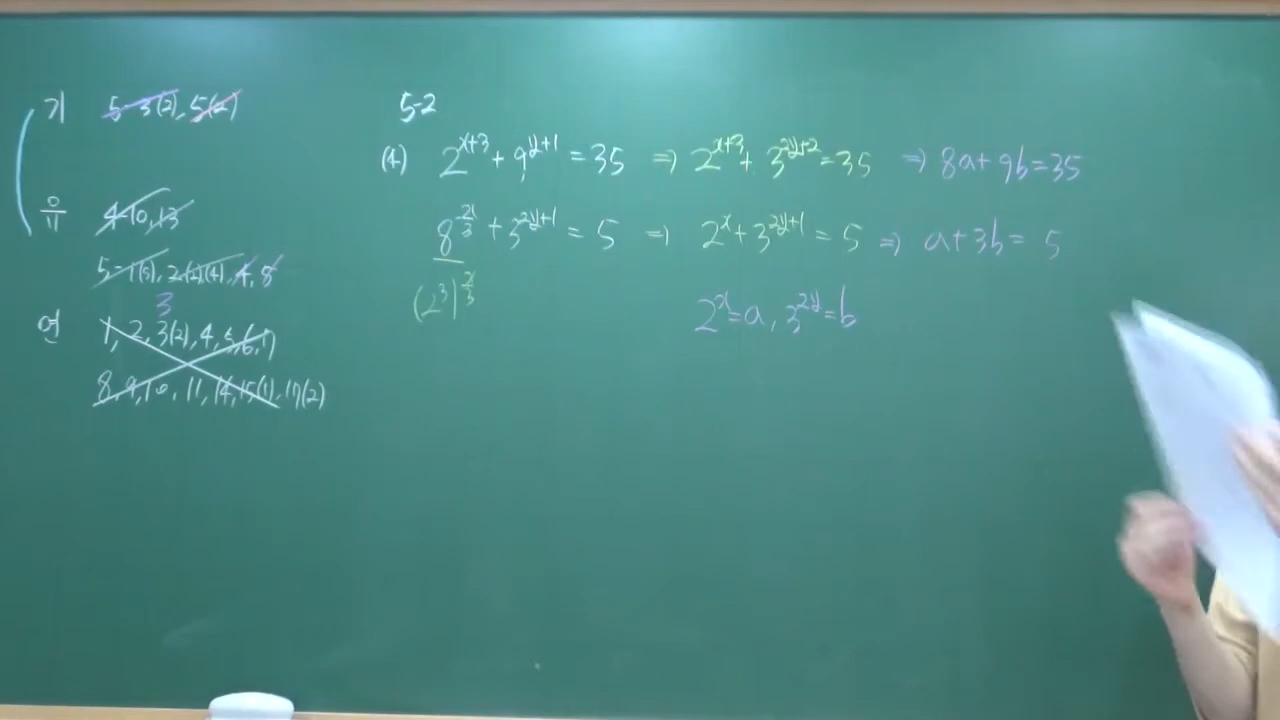 기 5-3(2), 5(2)
유 4-10, 13
5-1(3), 2(2)(4), 4, 8
3
연 1, 2, 3(2), 4, 5, 6, 7
8, 9, 10, 11, 14, 15(1), 17(2)
5-2
(4) 2^{x+3} + 9^{y+1} = 35 ⇒ 2^{x+3} + 3^{2y+2} = 35 ⇒ 8a + 9b = 35
8^{x/3} + 3^{2y+1} = 5 ⇒ 2^x + 3^{2y+1} = 5 ⇒ a + 3b = 5
(2^3)^{x/3} 2^x = a, 3^{2y} = b